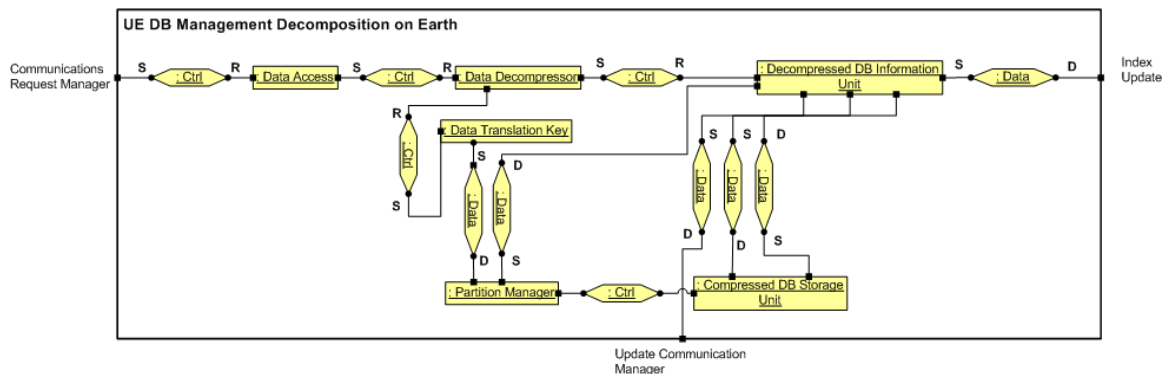 UE DB Management Decomposition on Earth
Communications
Request Manager
S
: Ctrl
R
: Data Access
S
: Ctrl
R
: Data Decompressor
S
: Ctrl
R
: Decompressed DB Information
Unit
S
: Data
D
Index
Update
R
: Ctrl
S
: Data Translation Key
S
: Data
D
D
: Data
S
S
: Data
D
S
: Data
D
D
: Data
S
: Partition Manager
: Ctrl
: Compressed DB Storage
Unit
Update Communication
Manager